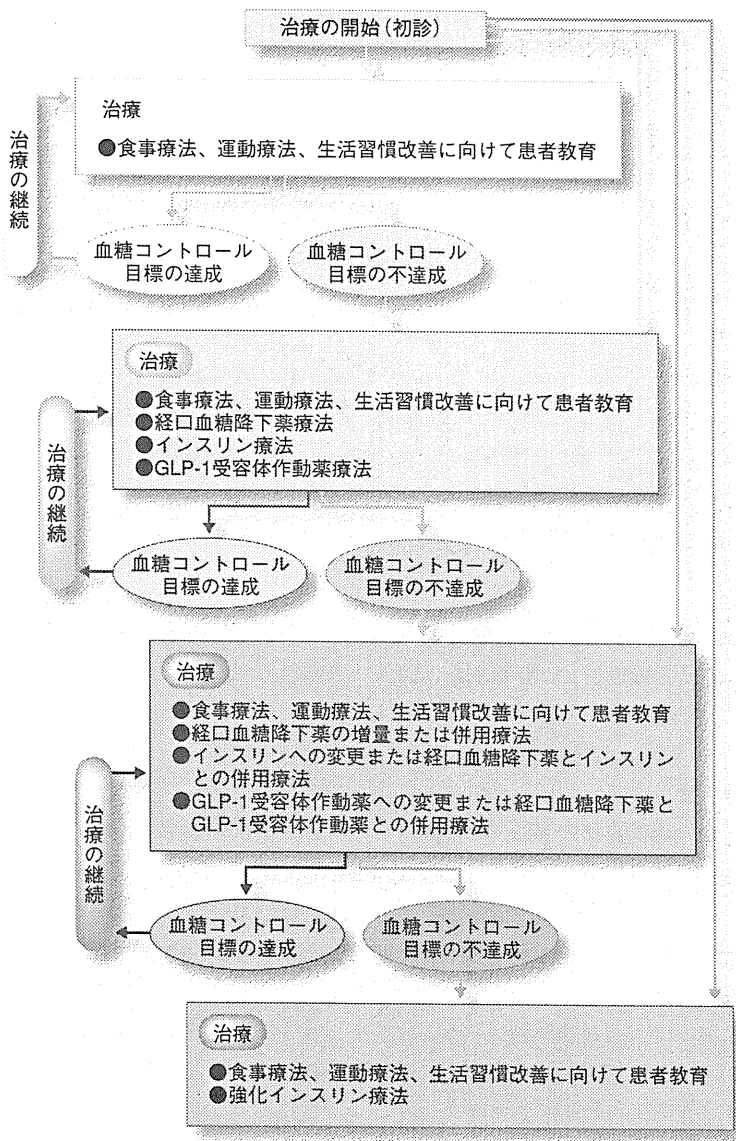 治療の開始(初診)
治療
●食事療法、運動療法、生活習慣改善に向けて患者教育
治療の継続
血糖コントロール
目標の達成
血糖コントロール
目標の不達成
治療
●食事療法、運動療法、生活習慣改善に向けて患者教育
●経口血糖降下薬療法
●インスリン療法
●GLP-1受容体作動薬療法
治療の継続
血糖コントロール
目標の達成
血糖コントロール
目標の不達成
治療
●食事療法、運動療法、生活習慣改善に向けて患者教育
●経口血糖降下薬の増量または併用療法
●インスリンへの変更または経口血糖降下薬とインスリン
との併用療法
●GLP-1受容体作動薬への変更または経口血糖降下薬と
GLP-1受容体作動薬との併用療法
治療の継続
血糖コントロール
目標の達成
血糖コントロール
目標の不達成
治療
●食事療法、運動療法、生活習慣改善に向けて患者教育
●強化インスリン療法